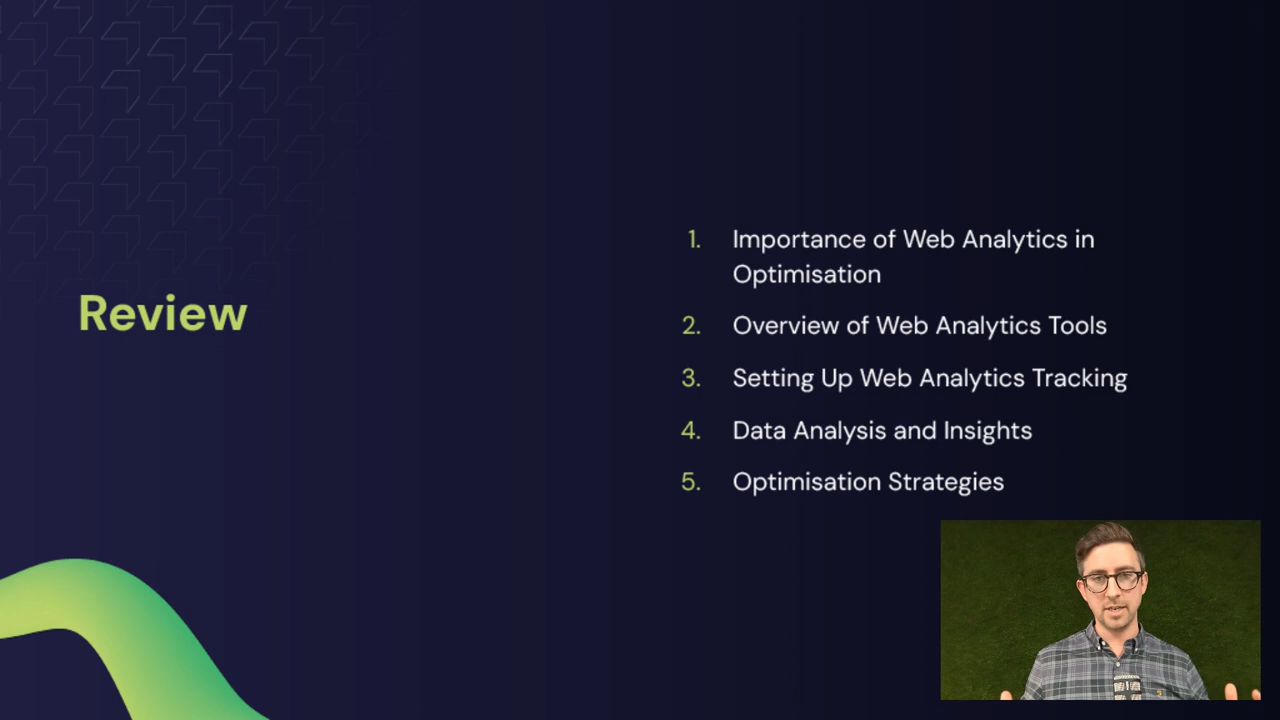 Review
1. Importance of Web Analytics in
Optimisation
2. Overview of Web Analytics Tools
3. Setting Up Web Analytics Tracking
4. Data Analysis and Insights
5. Optimisation Strategies